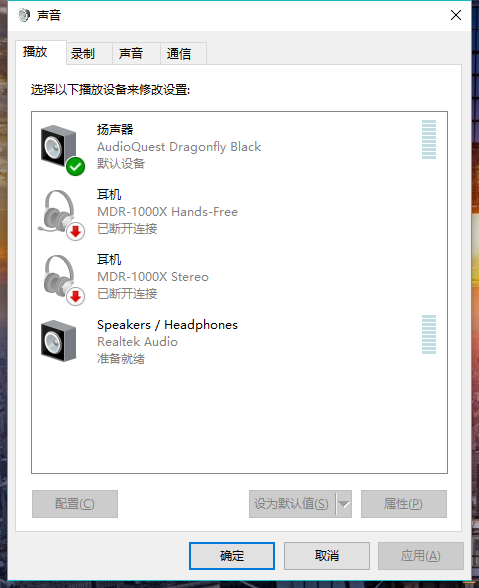 声音
播放
录制
声音
通信
选择以下播放设备来修改设置:
扬声器
AudioQuest Dragonfly Black
默认设备
耳机
MDR-1000X Hands-Free
已断开连接
耳机
MDR-1000X Stereo
已断开连接
Speakers / Headphones
Realtek Audio
准备就绪
配置(C)
设为默认值(S)
属性(P)
确定
取消
应用(A)